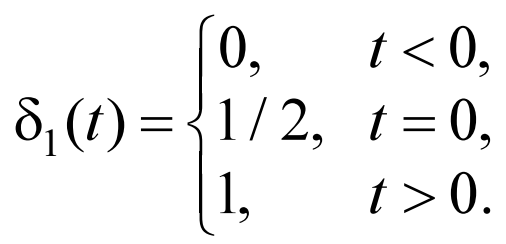 0, t < 0,
δ₁(t) = { 1 / 2, t = 0,
1, t > 0.